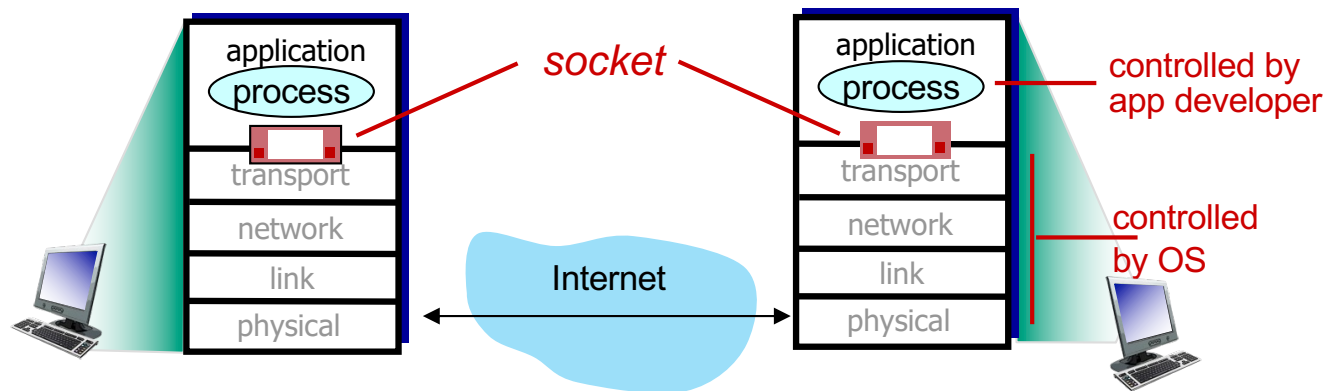 application
process
transport
network
link
physical
socket
Internet
application
process
transport
network
link
physical
controlled by
app developer
controlled
by OS